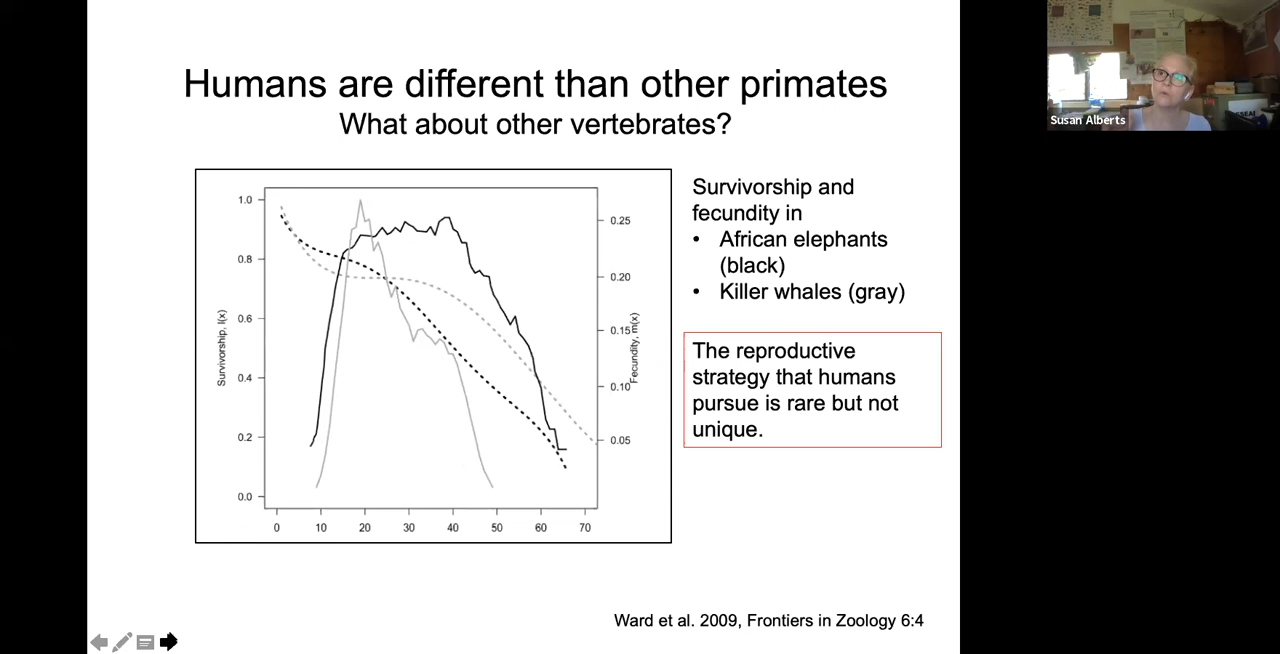 Humans are different than other primates
What about other vertebrates?
Susan Alberts
Survivorship, l(x)
1.0
0.8
0.6
0.4
0.2
0.0
0 10 20 30 40 50 60 70
0.25
0.20
0.15
0.10
0.05
Fecundity, m(x)
Survivorship and
fecundity in
• African elephants
(black)
• Killer whales (gray)
The reproductive
strategy that humans
pursue is rare but not
unique.
Ward et al. 2009, Frontiers in Zoology 6:4